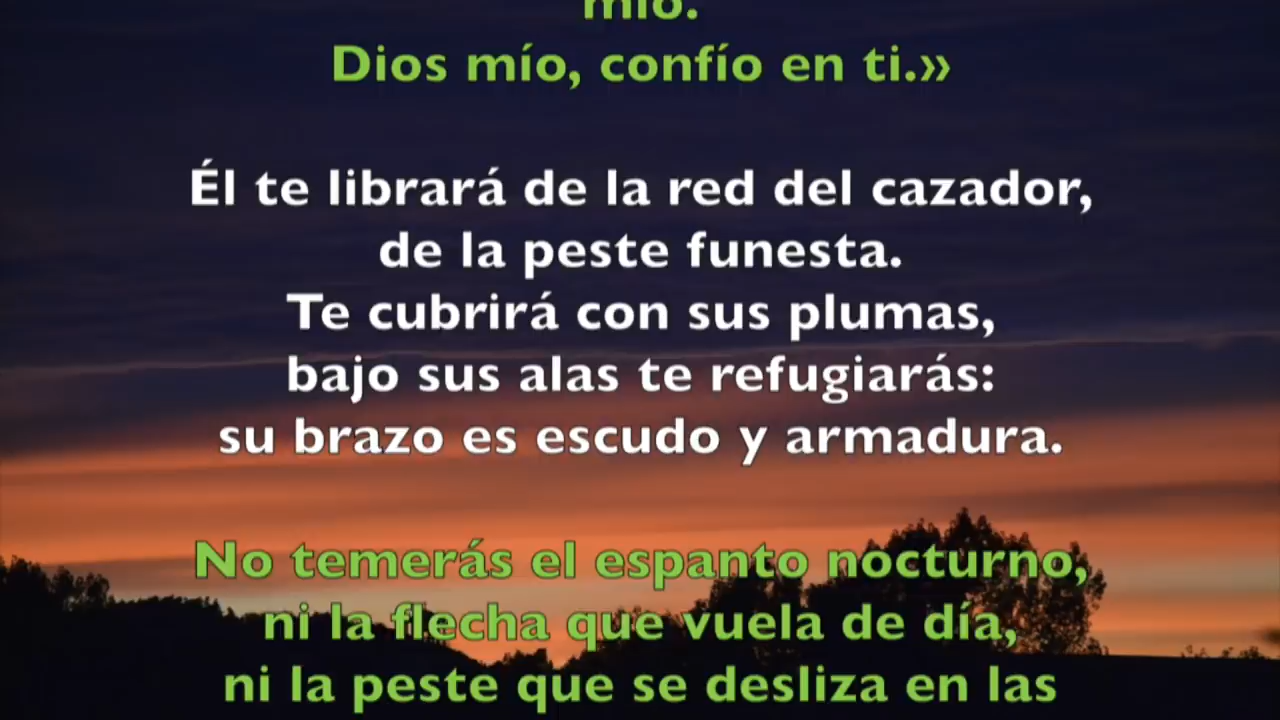 mío.
Dios mío, confío en ti.»
Él te librará de la red del cazador,
de la peste funesta.
Te cubrirá con sus plumas,
bajo sus alas te refugiarás:
su brazo es escudo y armadura.
No temerás el espanto nocturno,
ni la flecha que vuela de día,
ni la peste que se desliza en las